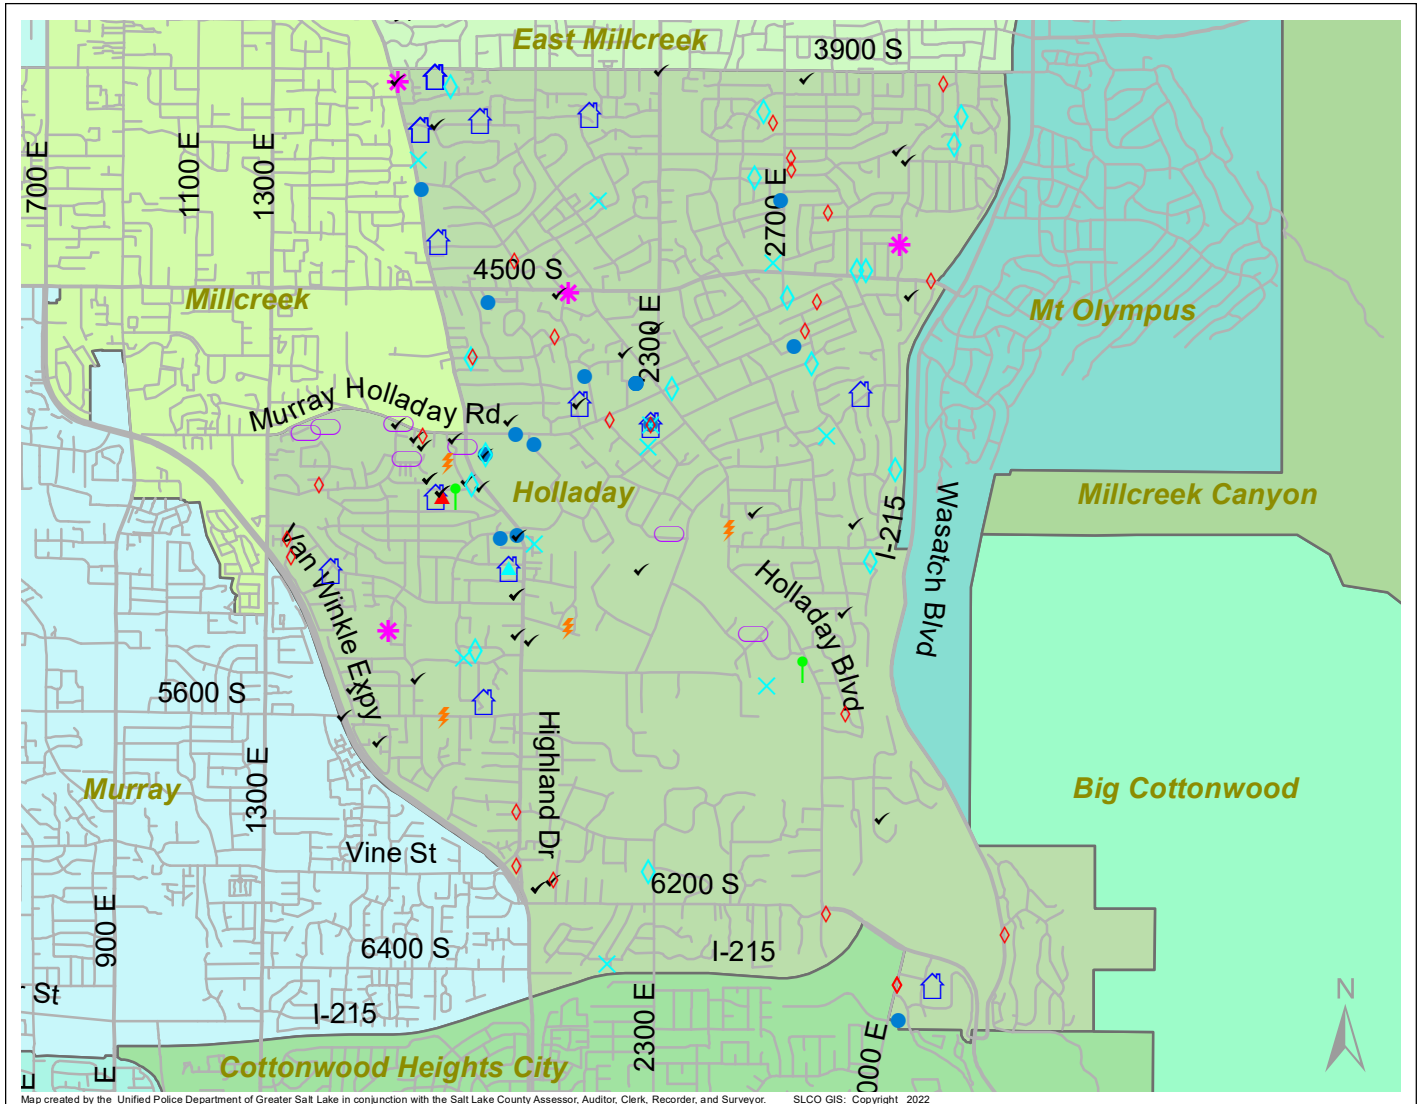 East Millcreek
3900 S
700 E
1100 E
1300 E
2700 E
4500 S
Millcreek
2300 E
Mt Olympus
Murray Holladay Rd
Holladay
Millcreek Canyon
I-215
Wasatch Blvd
Van Winkle Expy
Holladay Blvd
5600 S
Highland Dr
Murray
1300 E
Big Cottonwood
Vine St
6200 S
900 E
6400 S
I-215
St
I-215
2300 E
N
Cottonwood Heights City
E
E
000 E
Map created by the Unified Police Department of Greater Salt Lake in conjunction with the Salt Lake County Assessor, Auditor, Clerk, Recorder, and Surveyor. SLCO GIS: Copyright 2022